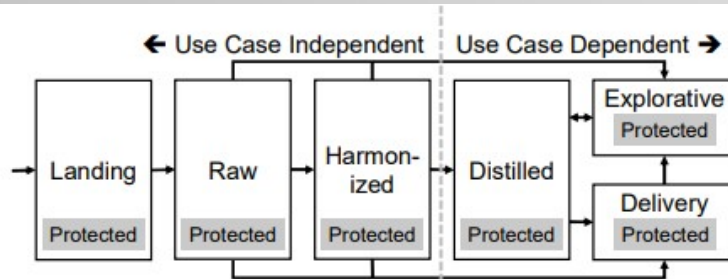 ← Use Case Independent
Use Case Dependent →
Landing
Protected
Raw
Protected
Harmon-
ized
Protected
Distilled
Protected
Explorative
Protected
Delivery
Protected